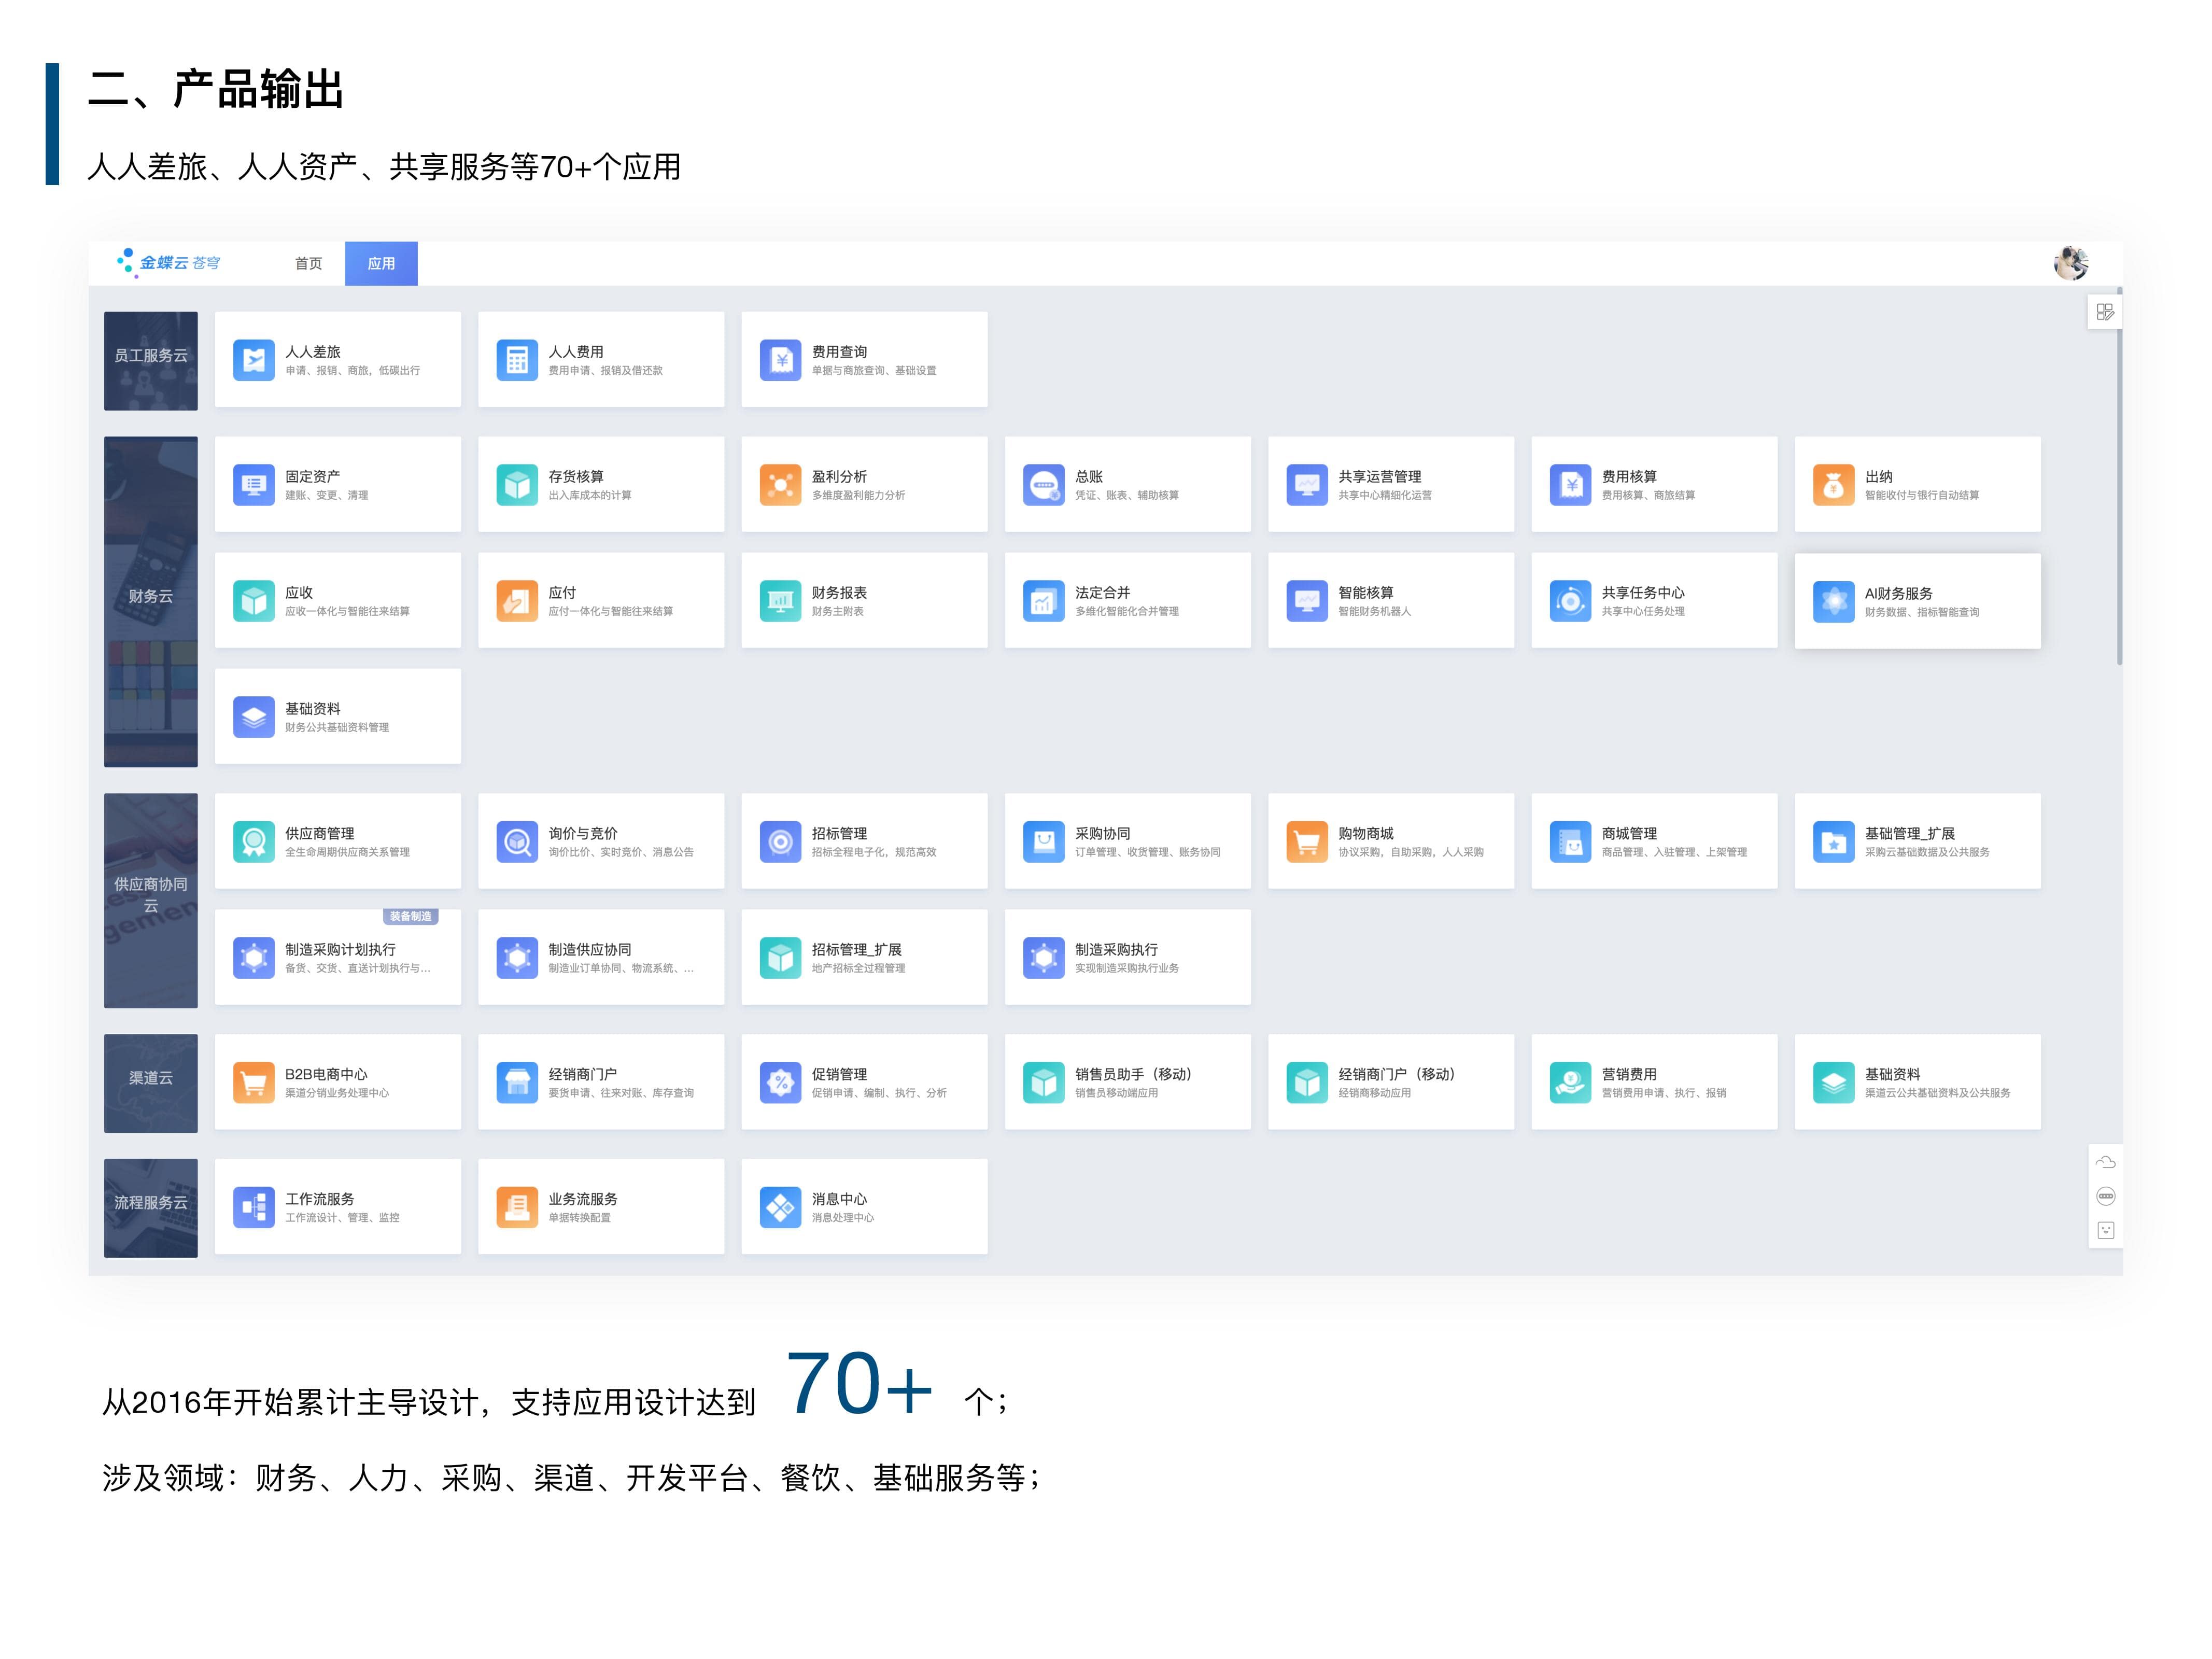 二、产品输出
人人差旅、人人资产、共享服务等70+个应用
金蝶云 苍穹
首页
应用
员工服务云
人人差旅
申请、报销、商旅，低碳出行
人人费用
费用申请、报销及借还款
费用查询
单据与商旅查询、基础设置
财务云
固定资产
建账、变更、清理
存货核算
出入库成本的计算
盈利分析
多维度盈利能力分析
总账
凭证、账表、辅助核算
共享运营管理
共享中心精细化运营
费用核算
费用核算、商旅结算
出纳
智能收付与银行自动结算
应收
应收一体化与智能往来结算
应付
应付一体化与智能往来结算
财务报表
财务主附表
法定合并
多维化智能化合并管理
智能核算
智能财务机器人
共享任务中心
共享中心任务处理
AI财务服务
财务数据、指标智能查询
基础资料
财务公共基础资料管理
供应商协同
云
供应商管理
全生命周期供应商关系管理
询价与竞价
询价比价、实时竞价、消息公告
招标管理
招标全程电子化，规范高效
采购协同
订单管理、收货管理、账务协同
购物商城
协议采购，自助采购，人人采购
商城管理
商品管理、入驻管理、上架管理
基础管理_扩展
采购云基础数据及公共服务
装备制造
制造采购计划执行
备货、交货、直送计划执行与...
制造供应协同
制造业订单协同、物流系统、...
招标管理_扩展
地产招标全过程管理
制造采购执行
实现制造采购执行业务
渠道云
B2B电商中心
渠道分销业务处理中心
经销商门户
要货申请、往来对账、库存查询
促销管理
促销申请、编制、执行、分析
销售员助手（移动）
销售员移动端应用
经销商门户（移动）
经销商移动应用
营销费用
营销费用申请、执行、报销
基础资料
渠道云公共基础资料及公共服务
流程服务云
工作流服务
工作流设计、管理、监控
业务流服务
单据转换配置
消息中心
消息处理中心
从2016年开始累计主导设计，支持应用设计达到 70+ 个；
涉及领域：财务、人力、采购、渠道、开发平台、餐饮、基础服务等；